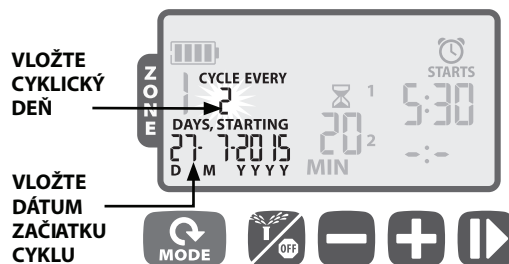 VLOŽTE
CYKLICKÝ
DEŇ
VLOŽTE
DÁTUM
ZAČIATKU
CYKLU
ZONE
1
CYCLE EVERY
2
DAYS, STARTING
27- 7-2015
D M Y Y Y Y
1
20 2
MIN
STARTS
5:30
-:-
MODE
OFF